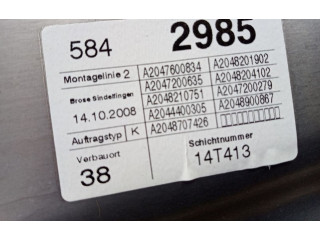 584 2985
Montagelinie 2 A2047600834 A2048201902
Brose Sindelfingen A2047200635 A2048204102
14.10.2008 A2048210751 A2047200279
A2044400305 A2048900867
Auftragstyp K A2048707426
Verbauort Schichtnummer
38 14T413